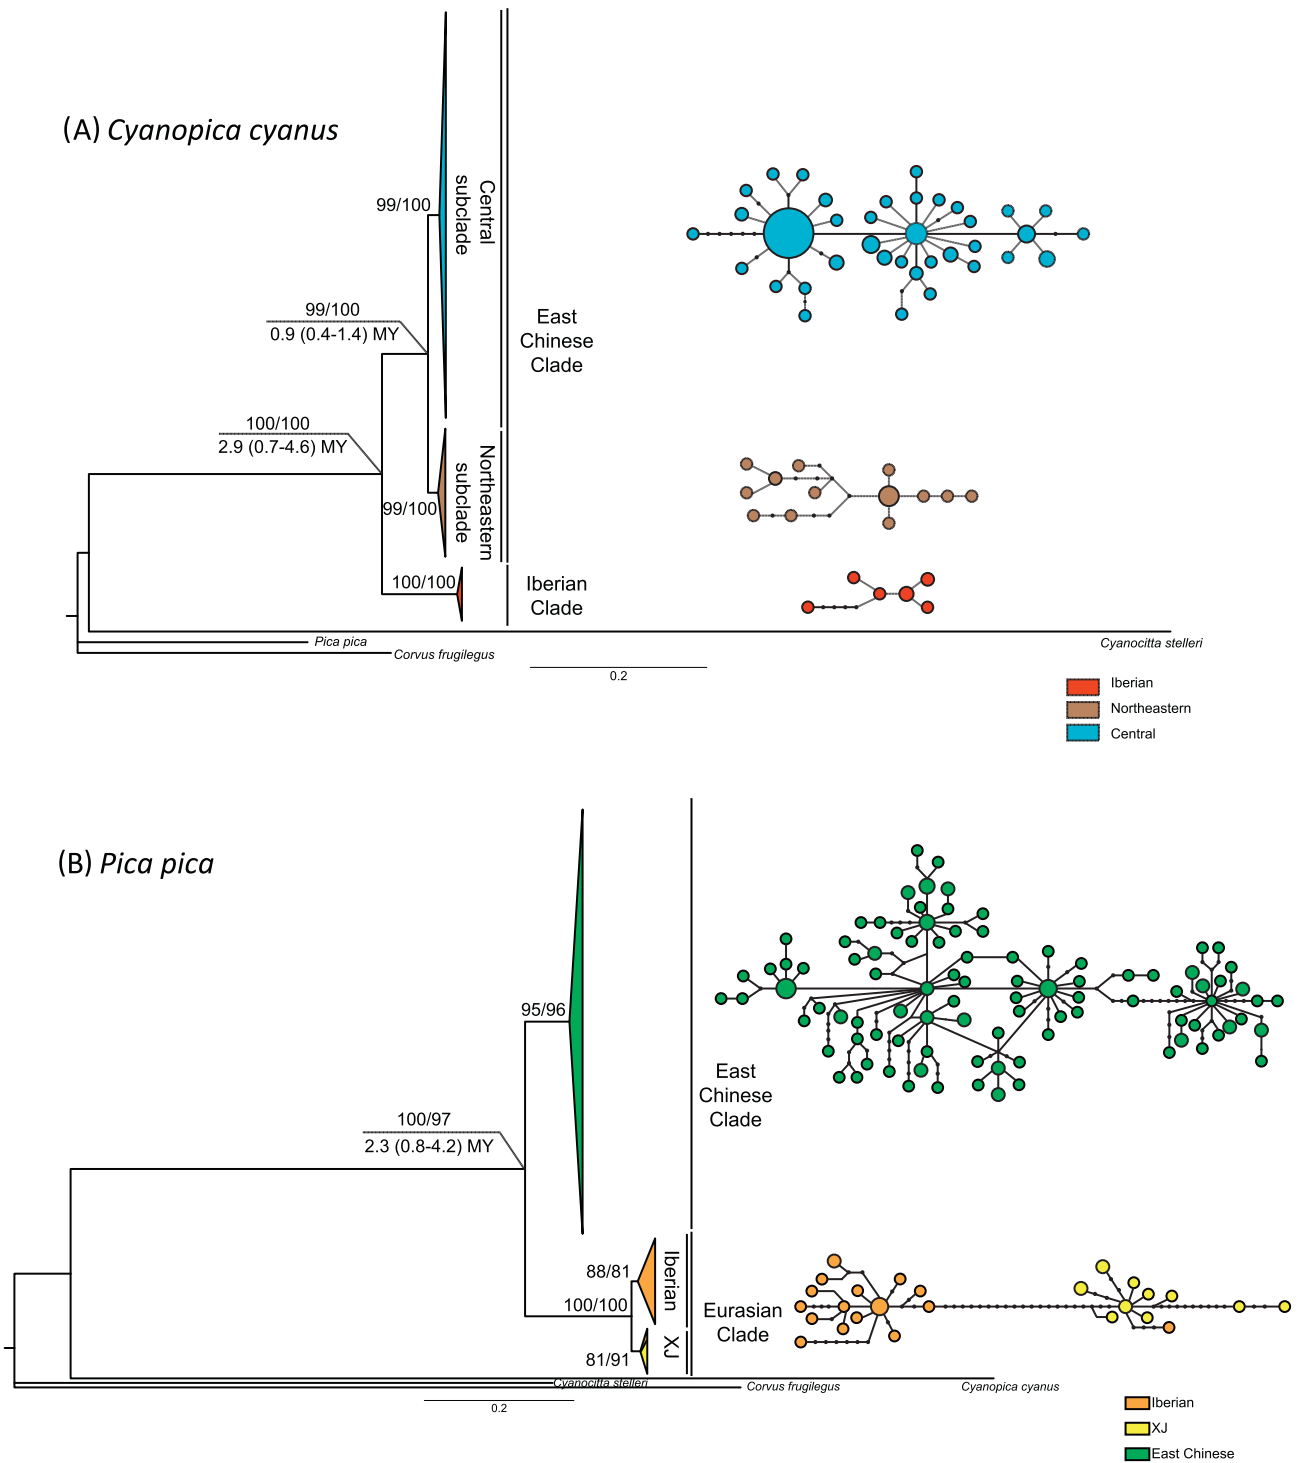 (A) Cyanopica cyanus
99/100
Central
subclade
99/100
0.9 (0.4-1.4) MY
East
Chinese
Clade
100/100
2.9 (0.7-4.6) MY
Northeastern
subclade
99/100
100/100
Iberian
Clade
Pica pica
Cyanocitta stelleri
Corvus frugilegus
0.2
Iberian
Northeastern
Central
(B) Pica pica
95/96
East
Chinese
Clade
100/97
2.3 (0.8-4.2) MY
88/81
Iberian
100/100
Eurasian
Clade
XJ
81/91
Cyanocitta stelleri
Corvus frugilegus
Cyanopica cyanus
0.2
Iberian
XJ
East Chinese